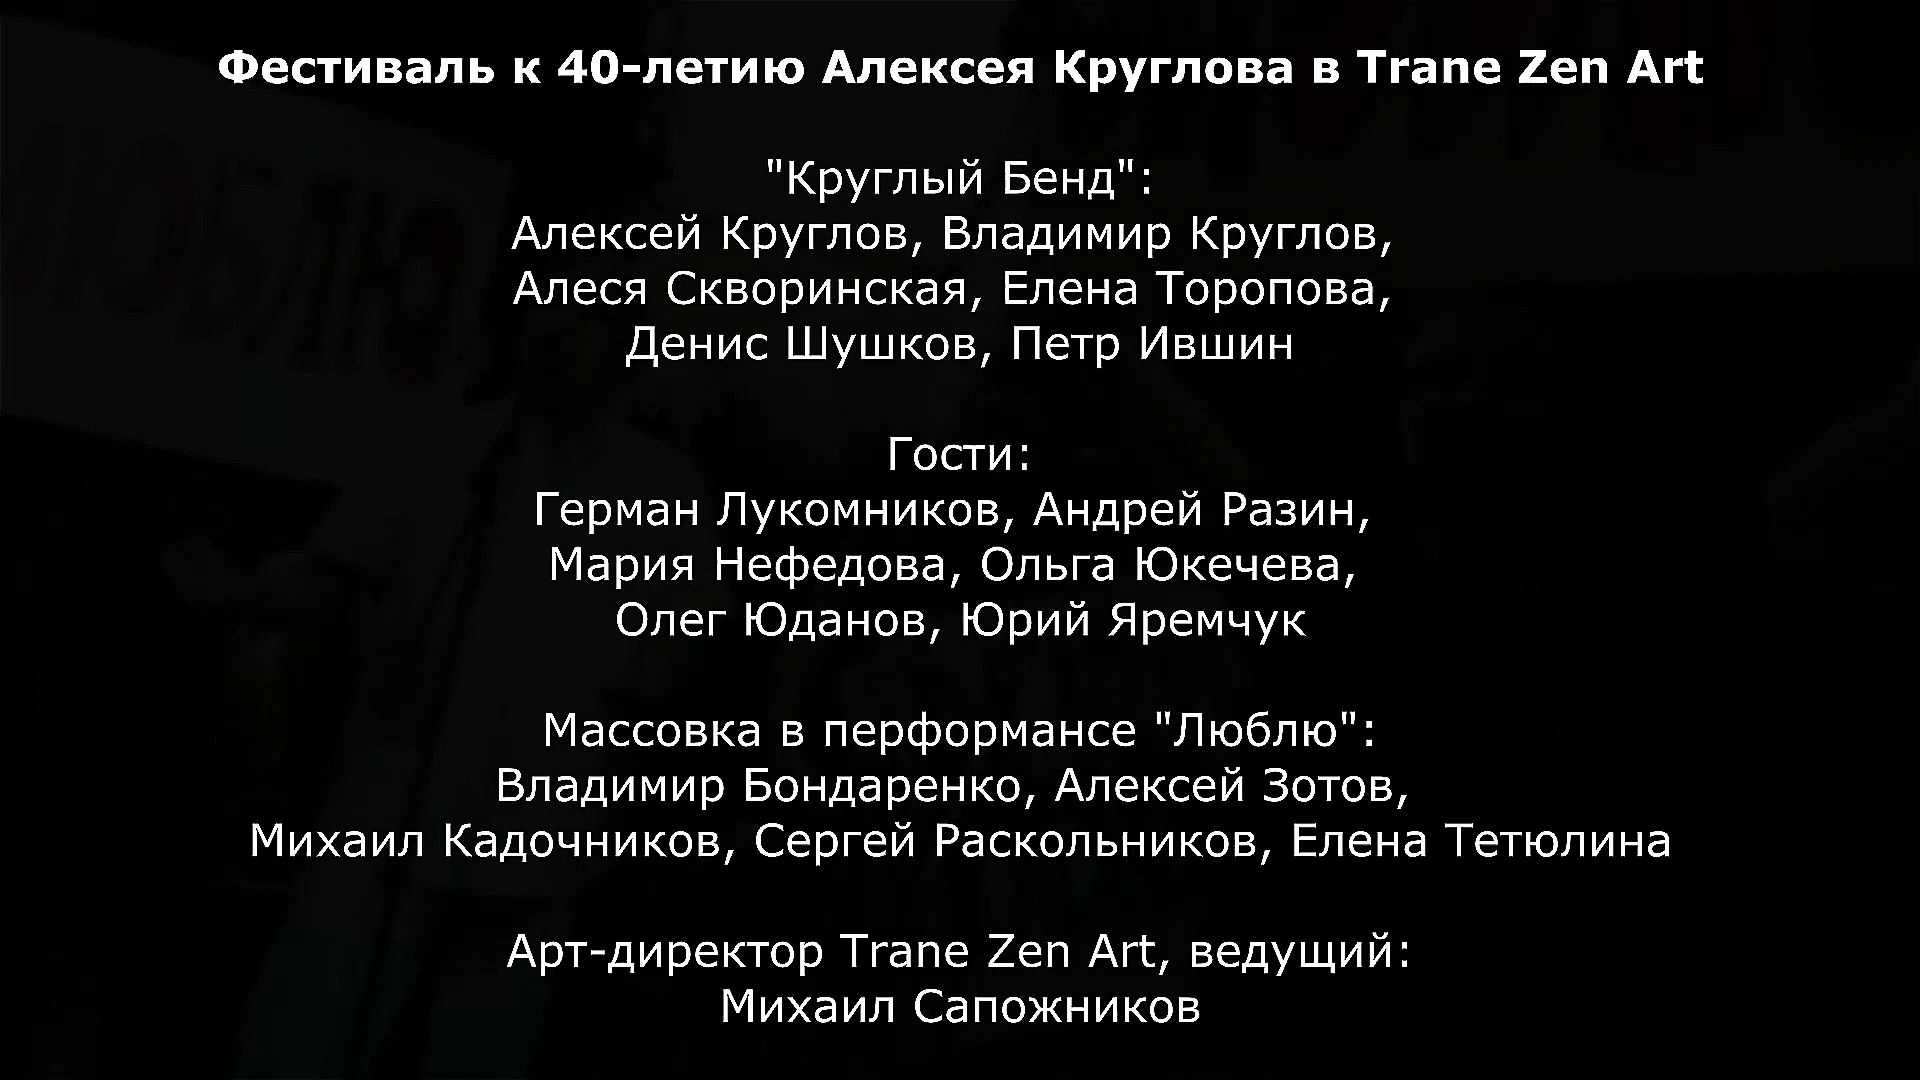 Фестиваль к 40-летию Алексея Круглова в Trane Zen Art
"Круглый Бенд":
Алексей Круглов, Владимир Круглов,
Алеся Скворинская, Елена Торопова,
Денис Шушков, Петр Ившин
Гости:
Герман Лукомников, Андрей Разин,
Мария Нефедова, Ольга Юкечева,
Олег Юданов, Юрий Яремчук
Массовка в перформансе "Люблю":
Владимир Бондаренко, Алексей Зотов,
Михаил Кадочников, Сергей Раскольников, Елена Тетюлина
Арт-директор Trane Zen Art, ведущий:
Михаил Сапожников